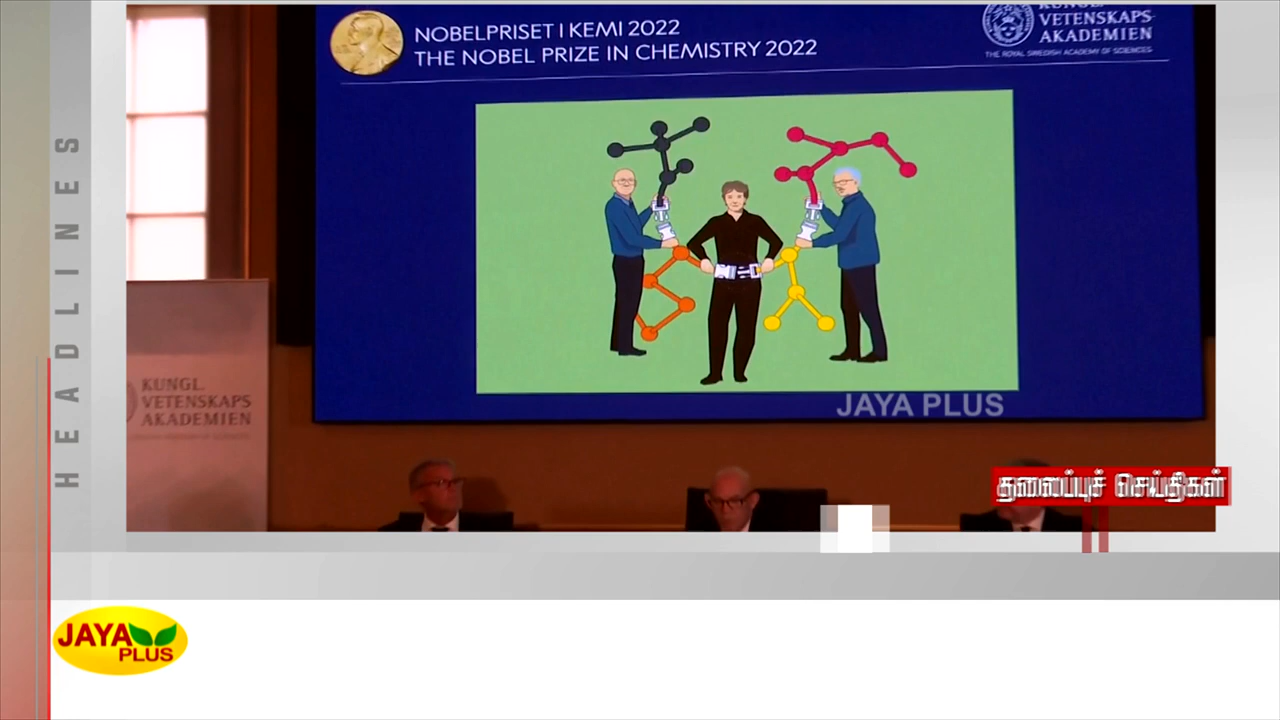 HEADLINES
NOBELPRISET I KEMI 2022
THE NOBEL PRIZE IN CHEMISTRY 2022
KUNGL.
VETENSKAPS
AKADEMIEN
THE ROYAL SWEDISH ACADEMY OF SCIENCES
KUNGL.
VETENSKAPS
AKADEMIEN
JAYA PLUS
தலைப்புச் செய்திகள்
JAYA
PLUS